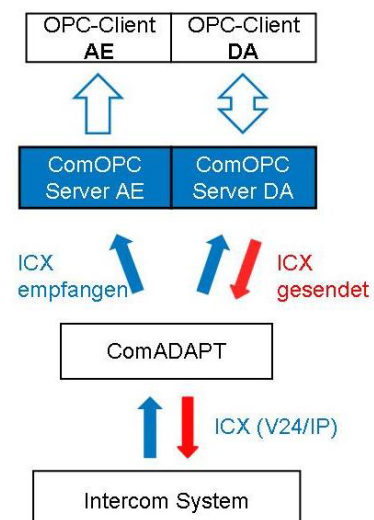 OPC-Client
AE
OPC-Client
DA
ComOPC
Server AE
ComOPC
Server DA
ICX
empfangen
ICX
gesendet
ComADAPT
ICX (V24/IP)
Intercom System